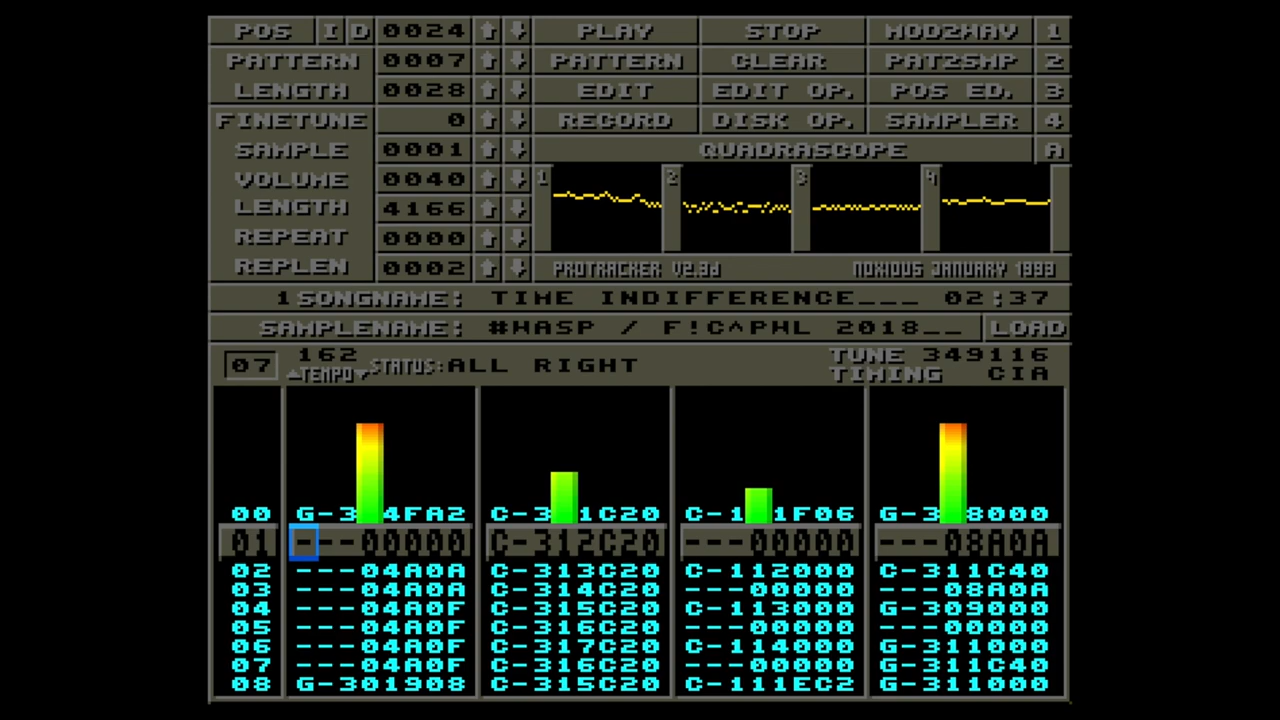 POS I D 0024 PLAY STOP MOD2WAV 1
PATTERN 0007 PATTERN CLEAR PAT2SMP 2
LENGTH 0028 EDIT EDIT OP. POS ED. 3
FINETUNE 0 RECORD DISK OP. SAMPLER 4
SAMPLE 0001 QUADRASCOPE A
VOLUME 0040 1 2 3 4
LENGTH 4166
REPEAT 0000
REPLEN 0002 PROTRACKER V2.3d NOXIOUS JANUARY 1993
1 SONGNAME: TIME INDIFFERENCE___ 02:37
SAMPLENAME: #WASP / F!C^PHL 2018__ LOAD
07 162 TEMPO STATUS: ALL RIGHT TUNE 349116
TIMING CIA
00 G-3 4FA2 C-3 1C20 C-1 1F06 G-3 8000
01 ---00000 C-312C20 ---00000 ---08A0A
02 ---04A0A C-313C20 C-112000 C-311C40
03 ---04A0A C-314C20 ---00000 ---08A0A
04 ---04A0F C-315C20 C-113000 G-309000
05 ---04A0F C-316C20 ---00000 ---00000
06 ---04A0F C-317C20 C-114000 G-311000
07 ---04A0F C-316C20 ---00000 G-311C40
08 G-301908 C-315C20 C-111EC2 G-311000